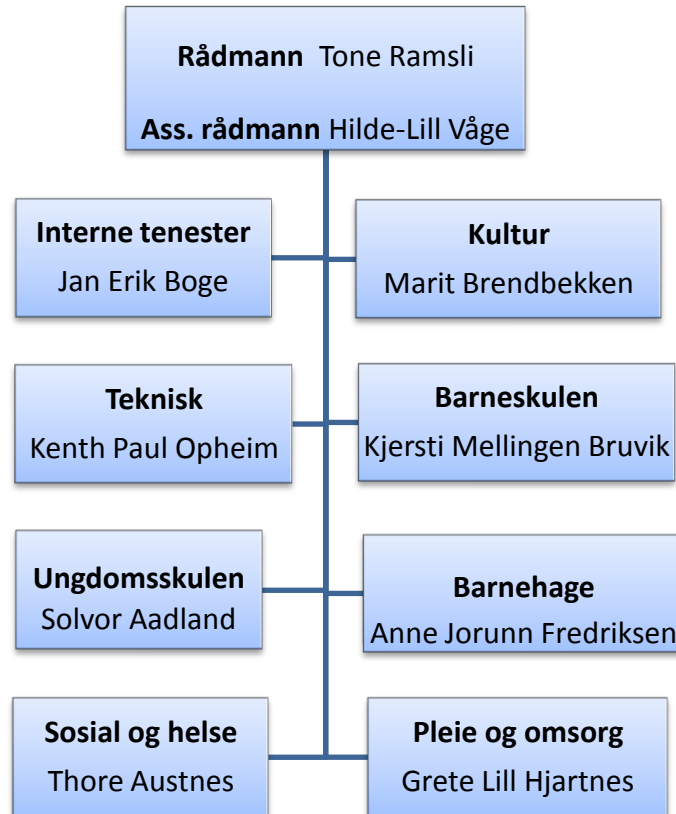 Rådmann Tone Ramsli
Ass. rådmann Hilde-Lill Våge
Interne tenester
Jan Erik Boge
Kultur
Marit Brendbekken
Teknisk
Kenth Paul Opheim
Barneskulen
Kjersti Mellingen Bruvik
Ungdomsskulen
Solvor Aadland
Barnehage
Anne Jorunn Fredriksen
Sosial og helse
Thore Austnes
Pleie og omsorg
Grete Lill Hjartnes